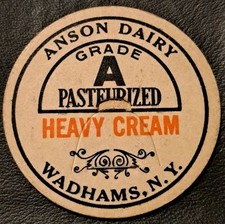 ANSON DAIRY
GRADE
A
PASTEURIZED
HEAVY CREAM
WADHAMS, N.Y.